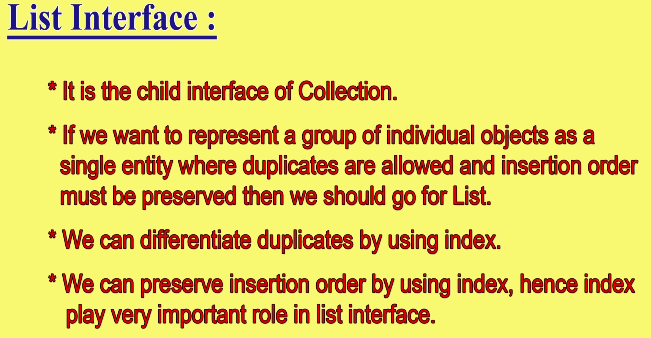 List Interface :
* It is the child interface of Collection.
* If we want to represent a group of individual objects as a
single entity where duplicates are allowed and insertion order
must be preserved then we should go for List.
* We can differentiate duplicates by using index.
* We can preserve insertion order by using index, hence index
play very important role in list interface.